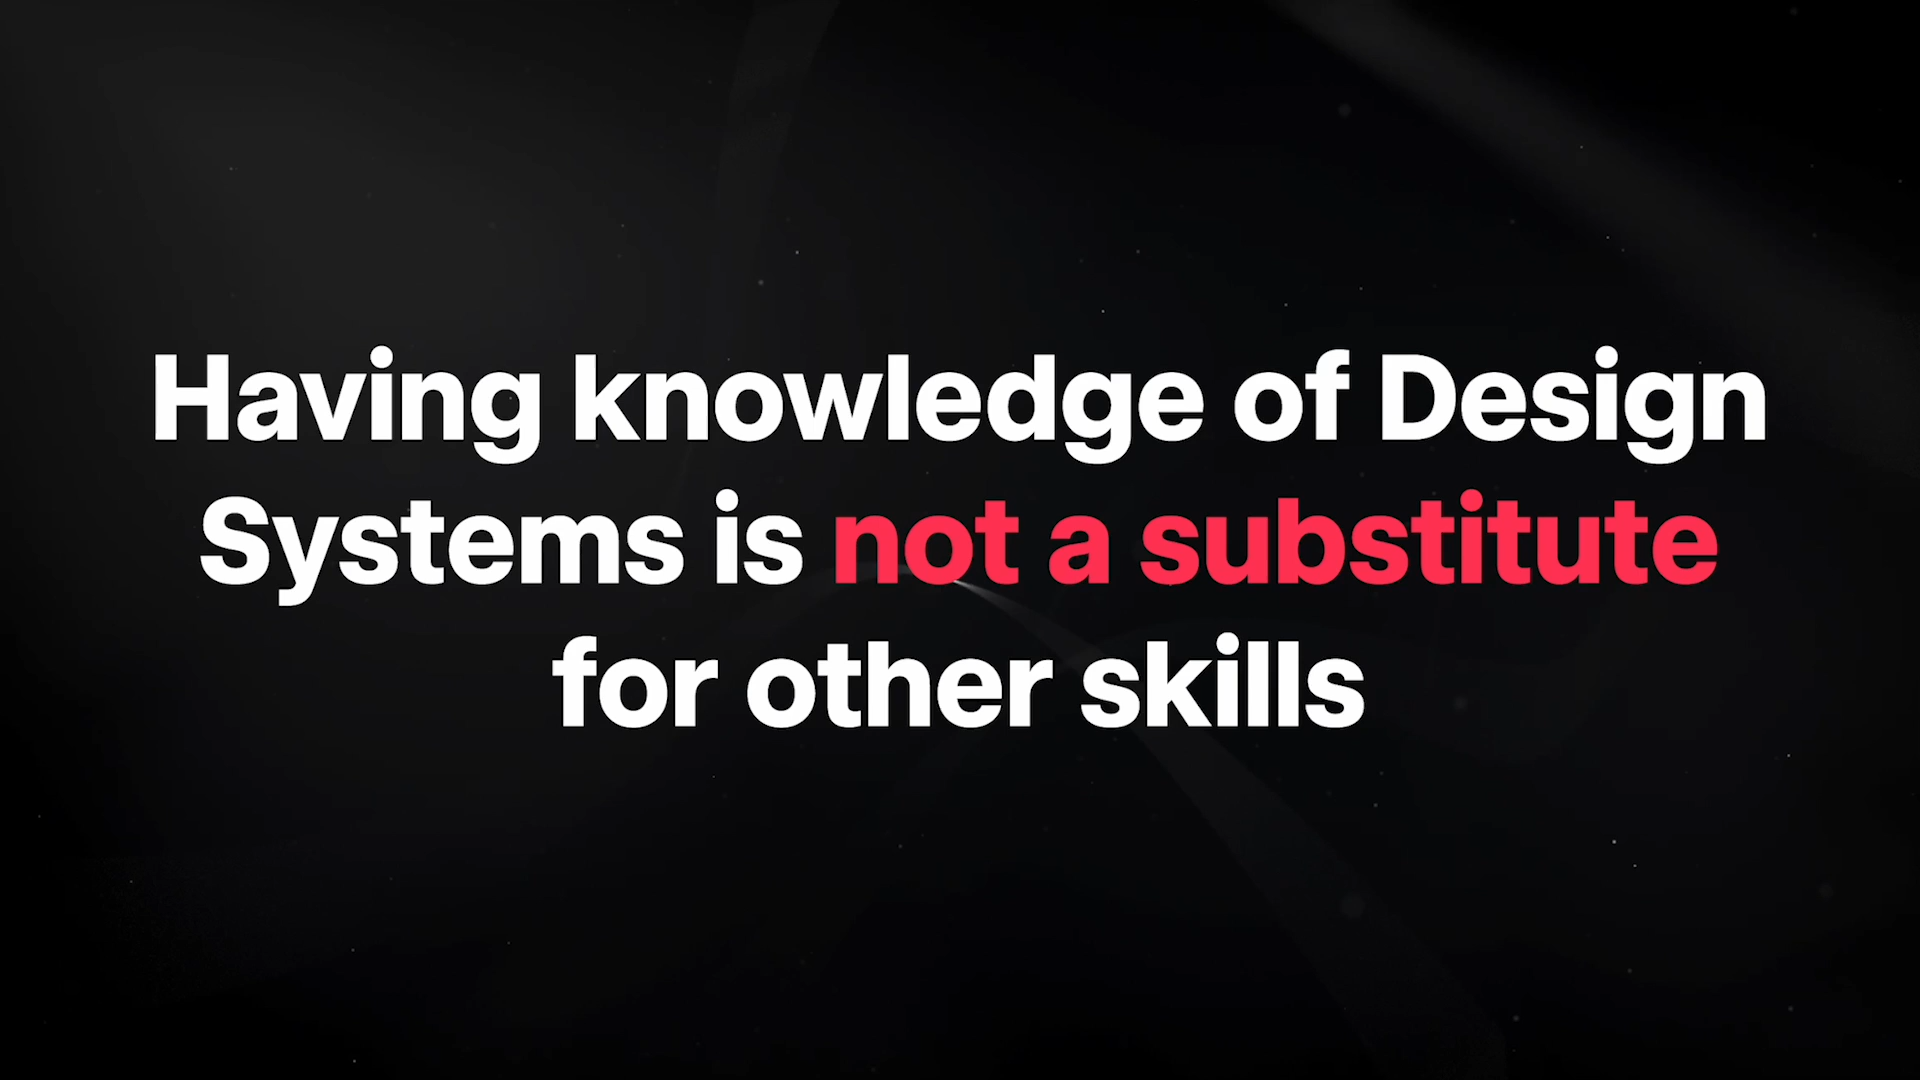 Having knowledge of Design
Systems is not a substitute
for other skills